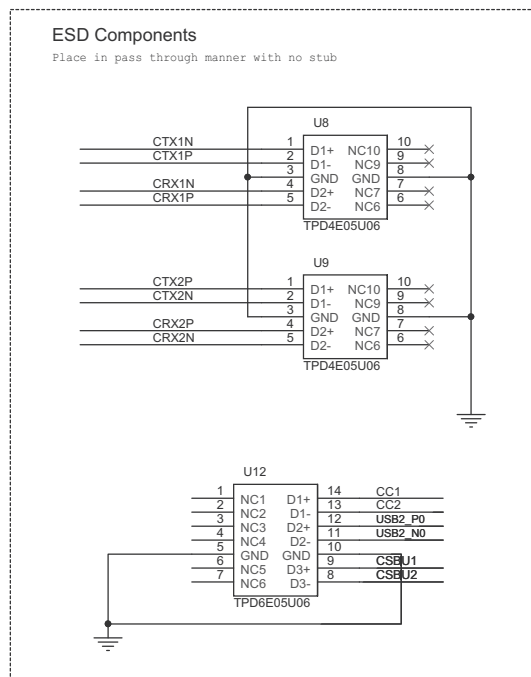 ESD Components
Place in pass through manner with no stub
U8
CTX1N 1 D1+ NC10 10
CTX1P 2 D1- NC9 9
3 GND GND 8
CRX1N 4 D2+ NC7 7
CRX1P 5 D2- NC6 6
TPD4E05U06
U9
CTX2P 1 D1+ NC10 10
CTX2N 2 D1- NC9 9
3 GND GND 8
CRX2P 4 D2+ NC7 7
CRX2N 5 D2- NC6 6
TPD4E05U06
U12
1 NC1 D1+ 14 CC1
2 NC2 D1- 13 CC2
3 NC3 D2+ 12 USB2_P0
4 NC4 D2- 11 USB2_N0
5 GND GND 10
6 NC5 D3+ 9 CSBU1
7 NC6 D3- 8 CSBU2
TPD6E05U06